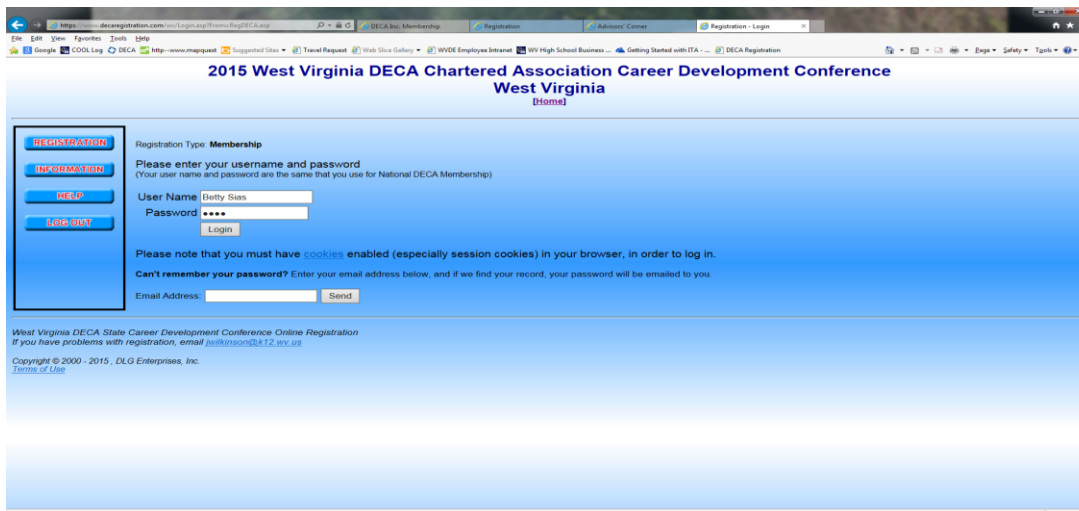 https://www.decaregistration.com/wv/Login.asp?From=RegDECA.asp
DECA Inc. Membership
Registration
Advisors' Corner
Registration - Login
File Edit View Favorites Tools Help
Google COOL Log DECA http--www.mapquest Suggested Sites Travel Request Web Slice Gallery WVDE Employee Intranet WV High School Business ... Getting Started with ITA - ... DECA Registration
Page Safety Tools
2015 West Virginia DECA Chartered Association Career Development Conference
West Virginia
[Home]
REGISTRATION
INFORMATION
HELP
LOG OUT
Registration Type: Membership
Please enter your username and password
(Your user name and password are the same that you use for National DECA Membership)
User Name Betty Sias
Password ••••
Login
Please note that you must have cookies enabled (especially session cookies) in your browser, in order to log in.
Can't remember your password? Enter your email address below, and if we find your record, your password will be emailed to you.
Email Address: Send
West Virginia DECA State Career Development Conference Online Registration
If you have problems with registration, email jwilkinson@k12.wv.us
Copyright © 2000 - 2015 , DLG Enterprises, Inc.
Terms of Use